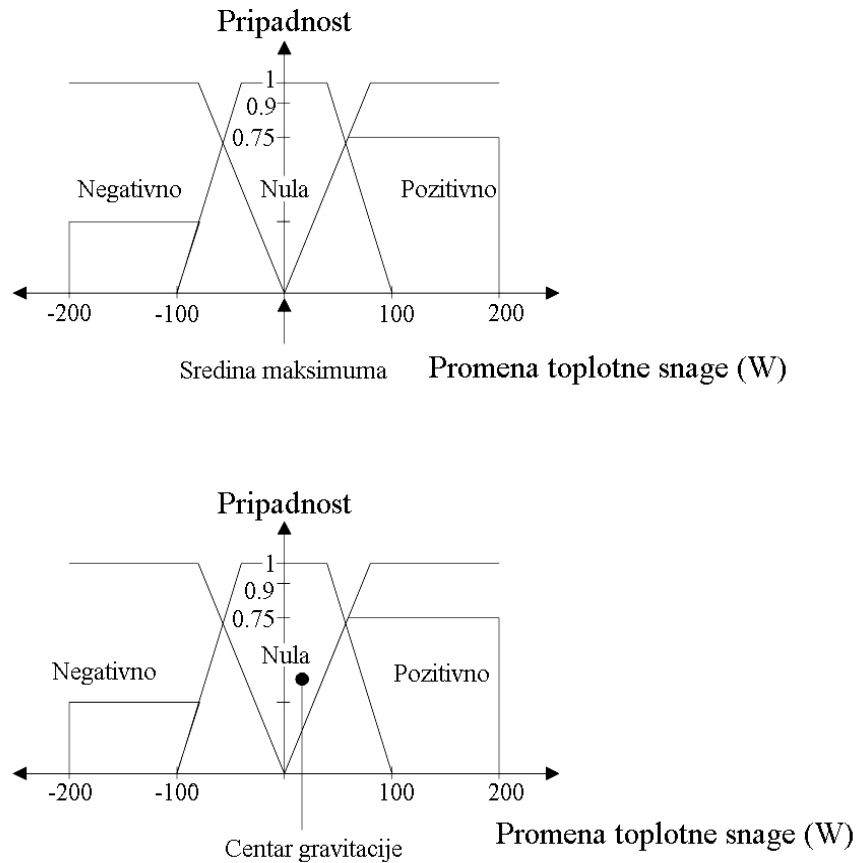 Pripadnost
1
0.9
0.75
Negativno
Nula
Pozitivno
-200
-100
100
200
Sredina maksimuma
Promena toplotne snage (W)
Pripadnost
1
0.9
0.75
Nula
Negativno
Pozitivno
-200
-100
100
200
Promena toplotne snage (W)
Centar gravitacije